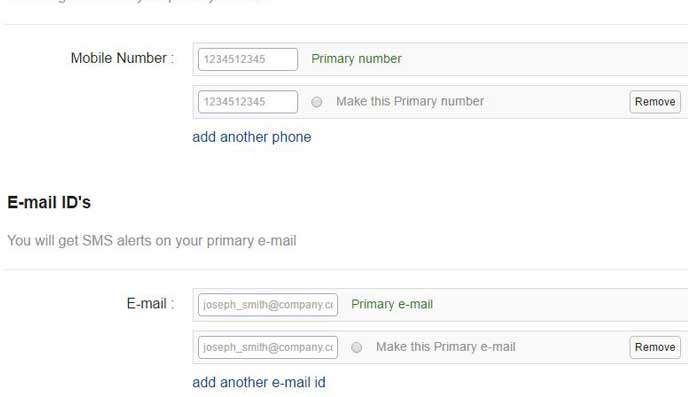 Mobile Number :
1234512345 Primary number
1234512345 Make this Primary number Remove
add another phone
E-mail ID's
You will get SMS alerts on your primary e-mail
E-mail :
joseph_smith@company.cc Primary e-mail
joseph_smith@company.cc Make this Primary e-mail Remove
add another e-mail id